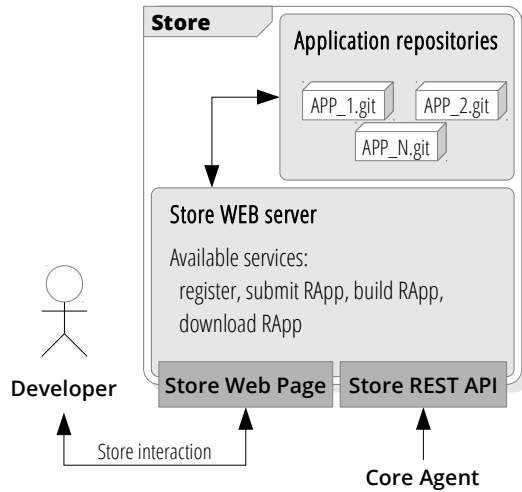 Store
Application repositories
APP_1.git
APP_2.git
APP_N.git
Store WEB server
Available services:
register, submit RApp, build RApp,
download RApp
Developer
Store Web Page
Store REST API
Store interaction
Core Agent